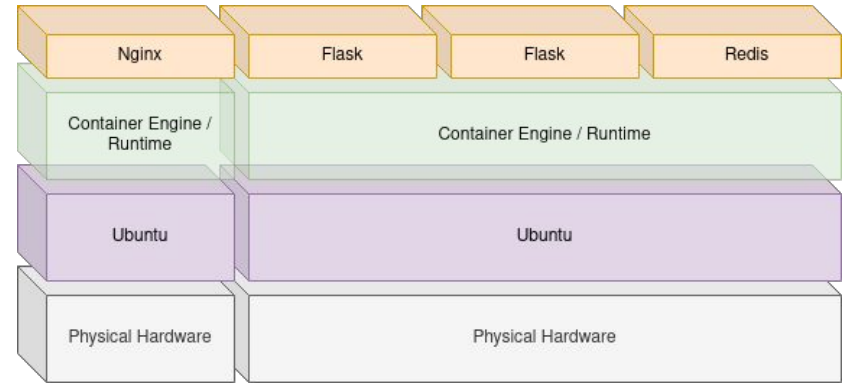 Nginx
Flask
Flask
Redis
Container Engine /
Runtime
Container Engine / Runtime
Ubuntu
Ubuntu
Physical Hardware
Physical Hardware